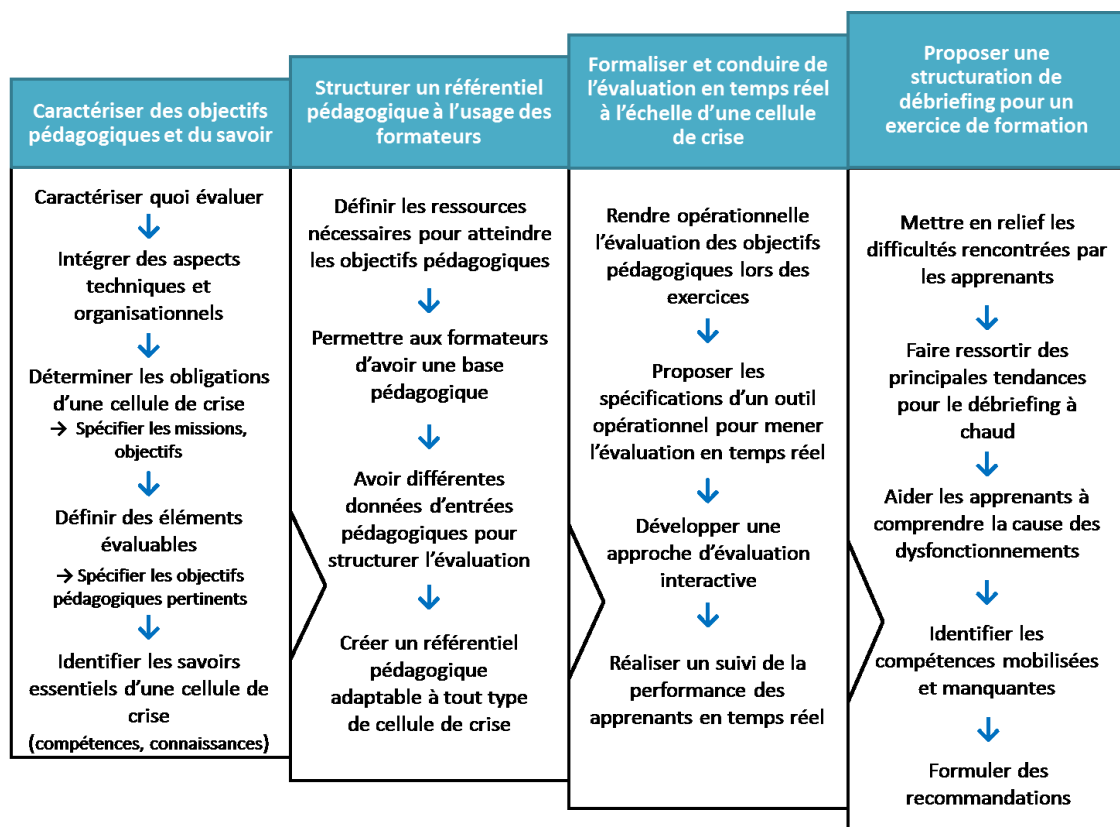 Caractériser des objectifs
pédagogiques et du savoir
Caractériser quoi évaluer
Intégrer des aspects
techniques et
organisationnels
Déterminer les obligations
d'une cellule de crise
→ Spécifier les missions,
objectifs
Définir des éléments
évaluables
→ Spécifier les objectifs
pédagogiques pertinents
Identifier les savoirs
essentiels d'une cellule de
crise
(compétences, connaissances)
Structurer un référentiel
pédagogique à l'usage des
formateurs
Définir les ressources
nécessaires pour atteindre
les objectifs pédagogiques
Permettre aux formateurs
d'avoir une base
pédagogique
Avoir différentes
données d'entrées
pédagogiques pour
structurer l'évaluation
Créer un référentiel
pédagogique
adaptable à tout type
de cellule de crise
Formaliser et conduire de
l'évaluation en temps réel
à l'échelle d'une cellule
de crise
Rendre opérationnelle
l'évaluation des objectifs
pédagogiques lors des
exercices
Proposer les
spécifications d'un outil
opérationnel pour mener
l'évaluation en temps réel
Développer une
approche d'évaluation
interactive
Réaliser un suivi de la
performance des
apprenants en temps réel
Proposer une
structuration de
débriefing pour un
exercice de formation
Mettre en relief les
difficultés rencontrées par
les apprenants
Faire ressortir des
principales tendances
pour le débriefing à
chaud
Aider les apprenants à
comprendre la cause des
dysfonctionnements
Identifier les
compétences mobilisées
et manquantes
Formuler des
recommandations